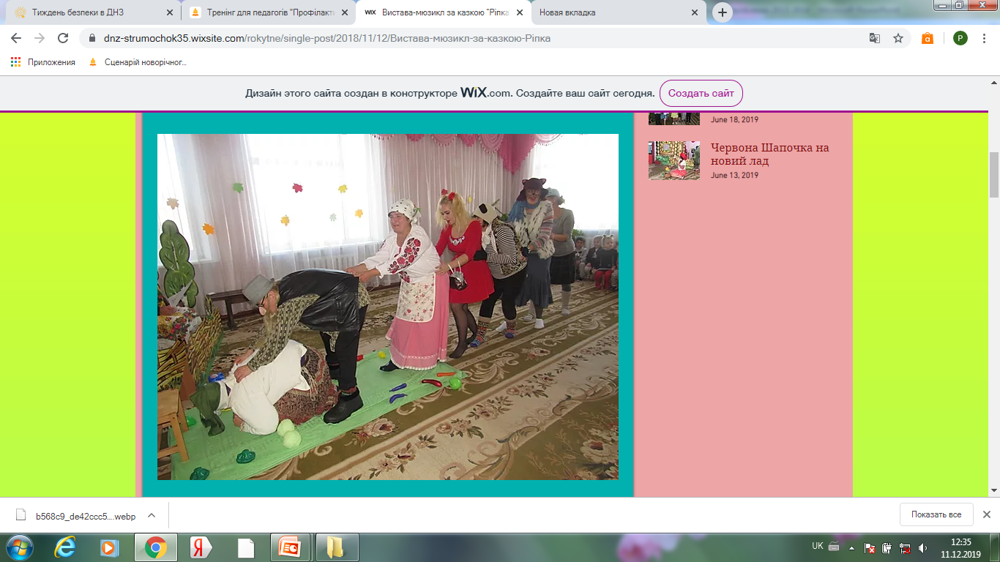 Тиждень безпеки в ДНЗ
Тренінг для педагогів "Профілакти
WIX Вистава-мюзикл за казкою "Ріпка
Новая вкладка
dnz-strumochok35.wixsite.com/rokytne/single-post/2018/11/12/Вистава-мюзикл-за-казкою-Ріпка
P
Приложения
Сценарій новорічног...
Дизайн этого сайта создан в конструкторе WiX.com. Создайте ваш сайт сегодня.
Создать сайт
June 18, 2019
Червона Шапочка на
новий лад
June 13, 2019
b568c9_de42ccc5....webp
Показать все
UK
12:35
11.12.2019